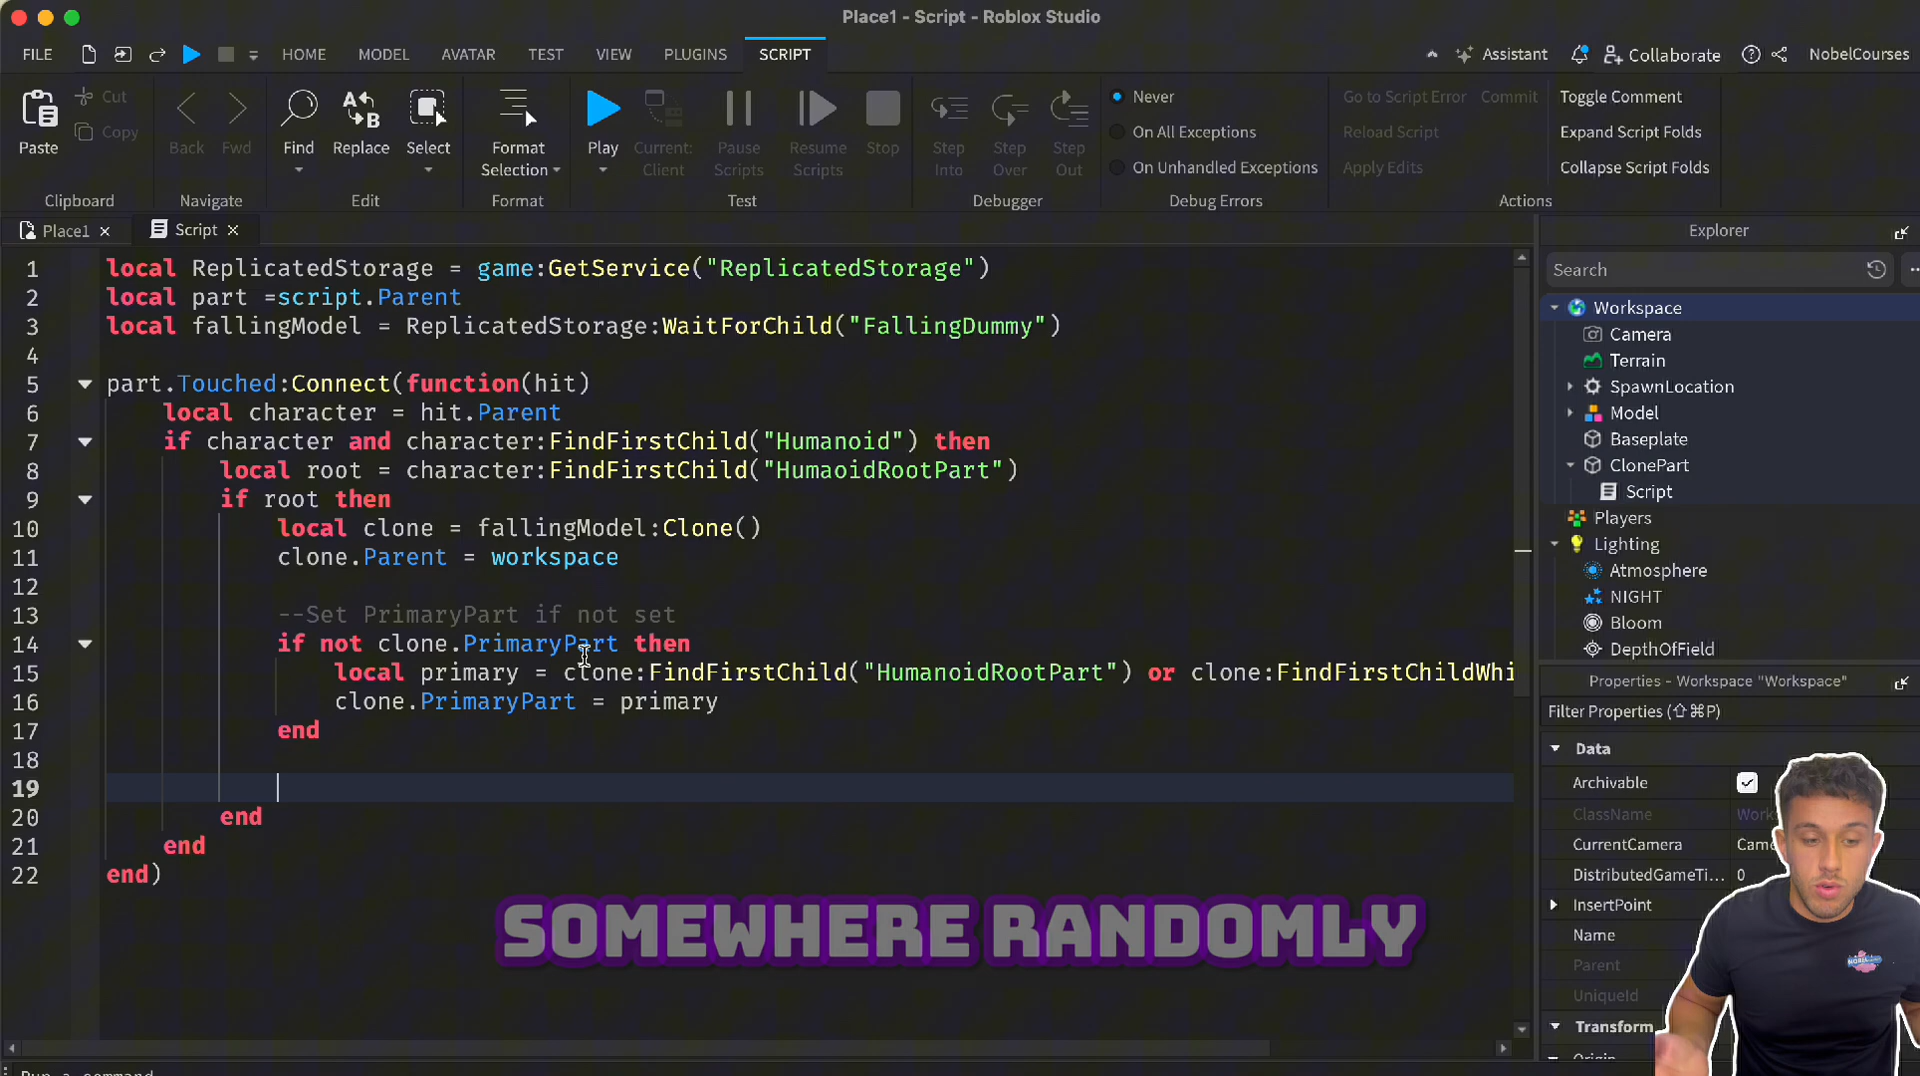 Place1 - Script - Roblox Studio
FILE HOME MODEL AVATAR TEST VIEW PLUGINS SCRIPT Assistant Collaborate NobelCourses
Paste Cut Copy Back Fwd Find Replace Select Format Selection Play Current: Client Pause Scripts Resume Scripts Stop Step Into Step Over Step Out
Never
On All Exceptions
On Unhandled Exceptions
Go to Script Error Commit
Reload Script
Apply Edits
Toggle Comment
Expand Script Folds
Collapse Script Folds
Clipboard Navigate Edit Format Test Debugger Debug Errors Actions
Place1 Script
1 local ReplicatedStorage = game:GetService("ReplicatedStorage")
2 local part =script.Parent
3 local fallingModel = ReplicatedStorage:WaitForChild("FallingDummy")
4
5 part.Touched:Connect(function(hit)
6 local character = hit.Parent
7 if character and character:FindFirstChild("Humanoid") then
8 local root = character:FindFirstChild("HumaoidRootPart")
9 if root then
10 local clone = fallingModel:Clone()
11 clone.Parent = workspace
12
13 --Set PrimaryPart if not set
14 if not clone.PrimaryPart then
15 local primary = clone:FindFirstChild("HumanoidRootPart") or clone:FindFirstChildWhi
16 clone.PrimaryPart = primary
17 end
18
19
20 end
21 end
22 end)
SOMEWHERE RANDOMLY
Explorer
Search
Workspace
Camera
Terrain
SpawnLocation
Model
Baseplate
ClonePart
Script
Players
Lighting
Atmosphere
NIGHT
Bloom
DepthOfField
Properties - Workspace "Workspace"
Filter Properties (⇧⌘P)
Data
Archivable
ClassName Work
CurrentCamera Came
DistributedGameTi... 0
InsertPoint
Name
Parent
UniqueId
Transform